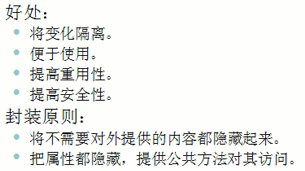 好处：
将变化隔离。
便于使用。
提高重用性。
提高安全性。
封装原则：
将不需要对外提供的内容都隐藏起来。
把属性都隐藏，提供公共方法对其访问。